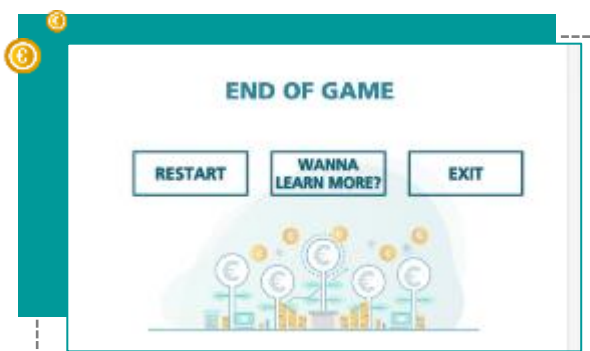 END OF GAME
RESTART
WANNA
LEARN MORE?
EXIT
€
€
€
€
€
€
€